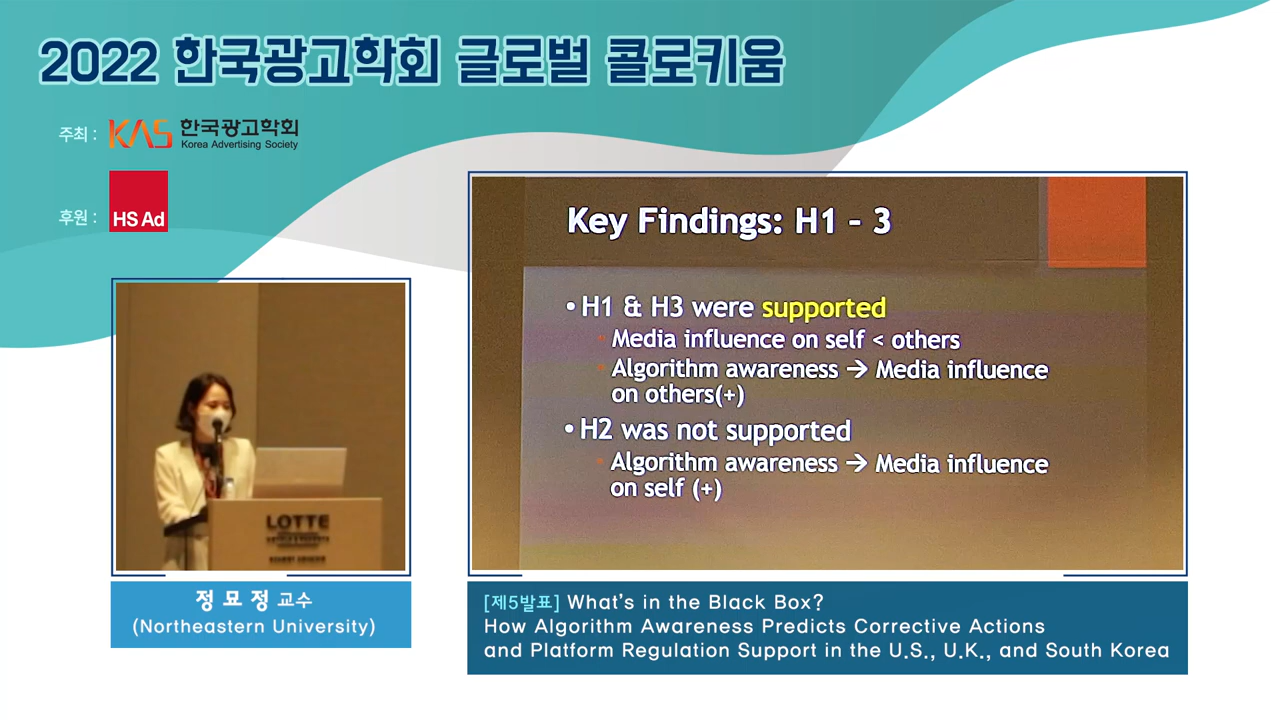 2022 한국광고학회 글로벌 콜로키움
주최 : KAS 한국광고학회
Korea Advertising Society
후원 : HS Ad
Key Findings: H1 - 3
• H1 & H3 were supported
Media influence on self < others
Algorithm awareness → Media influence
on others(+)
• H2 was not supported
Algorithm awareness → Media influence
on self (+)
LOTTE
정묘정 교수
(Northeastern University)
[제5발표] What's in the Black Box?
How Algorithm Awareness Predicts Corrective Actions
and Platform Regulation Support in the U.S., U.K., and South Korea